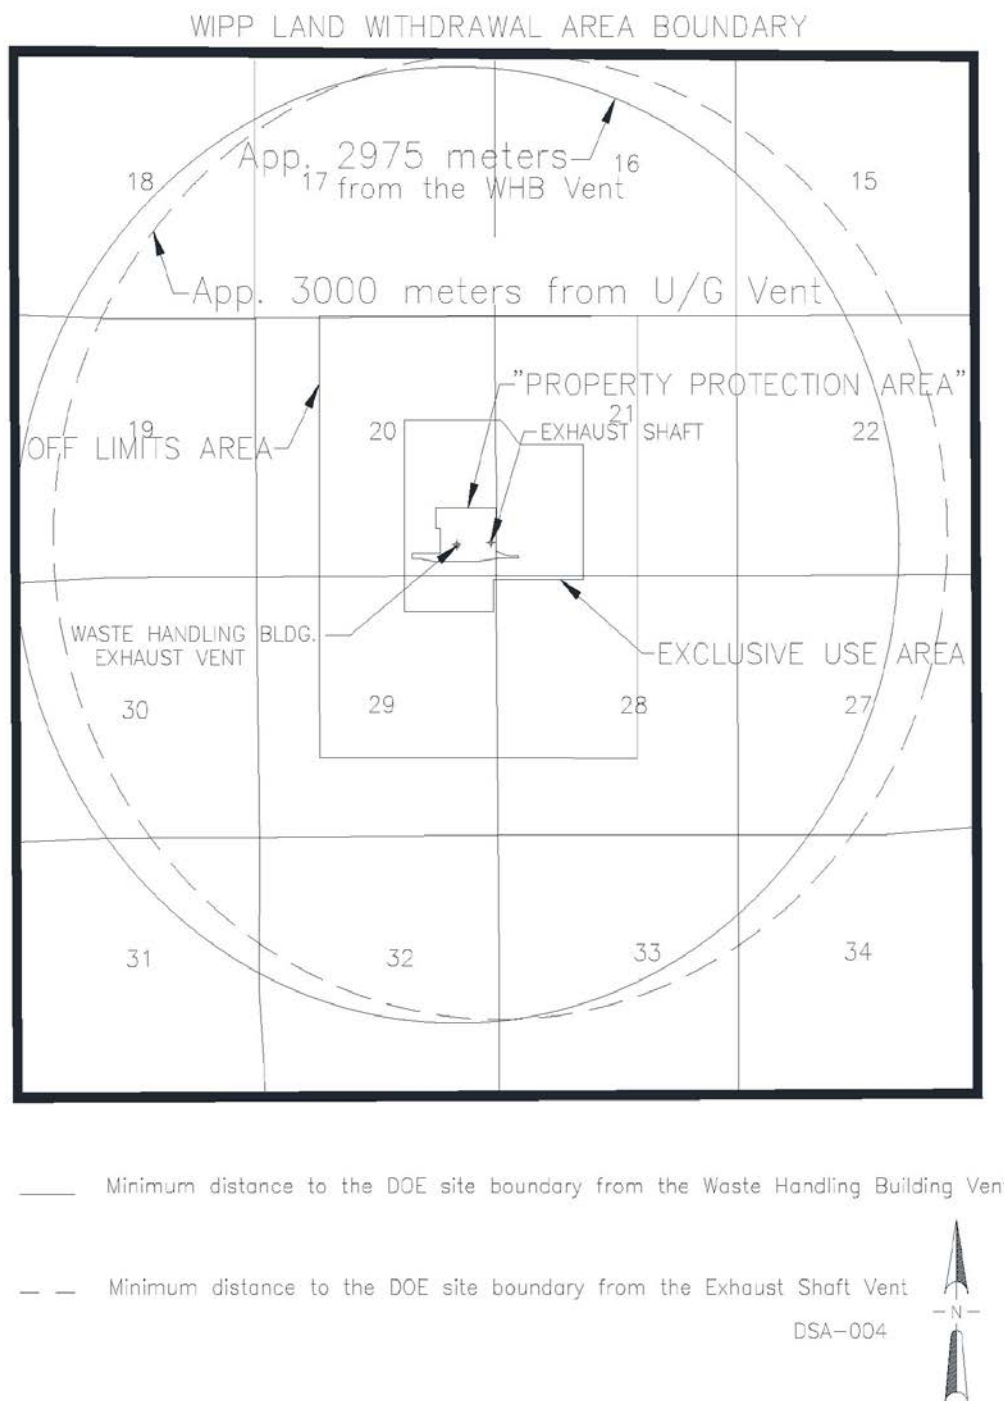 WIPP LAND WITHDRAWAL AREA BOUNDARY
App. 2975 meters
from the WHB Vent
18
17
16
15
App. 3000 meters from U/G Vent
"PROPERTY PROTECTION AREA"
19
20
21
22
EXHAUST SHAFT
OFF LIMITS AREA
WASTE HANDLING BLDG.
EXHAUST VENT
EXCLUSIVE USE AREA
30
29
28
27
31
32
33
34
Minimum distance to the DOE site boundary from the Waste Handling Building Ven
Minimum distance to the DOE site boundary from the Exhaust Shaft Vent
N
DSA-004